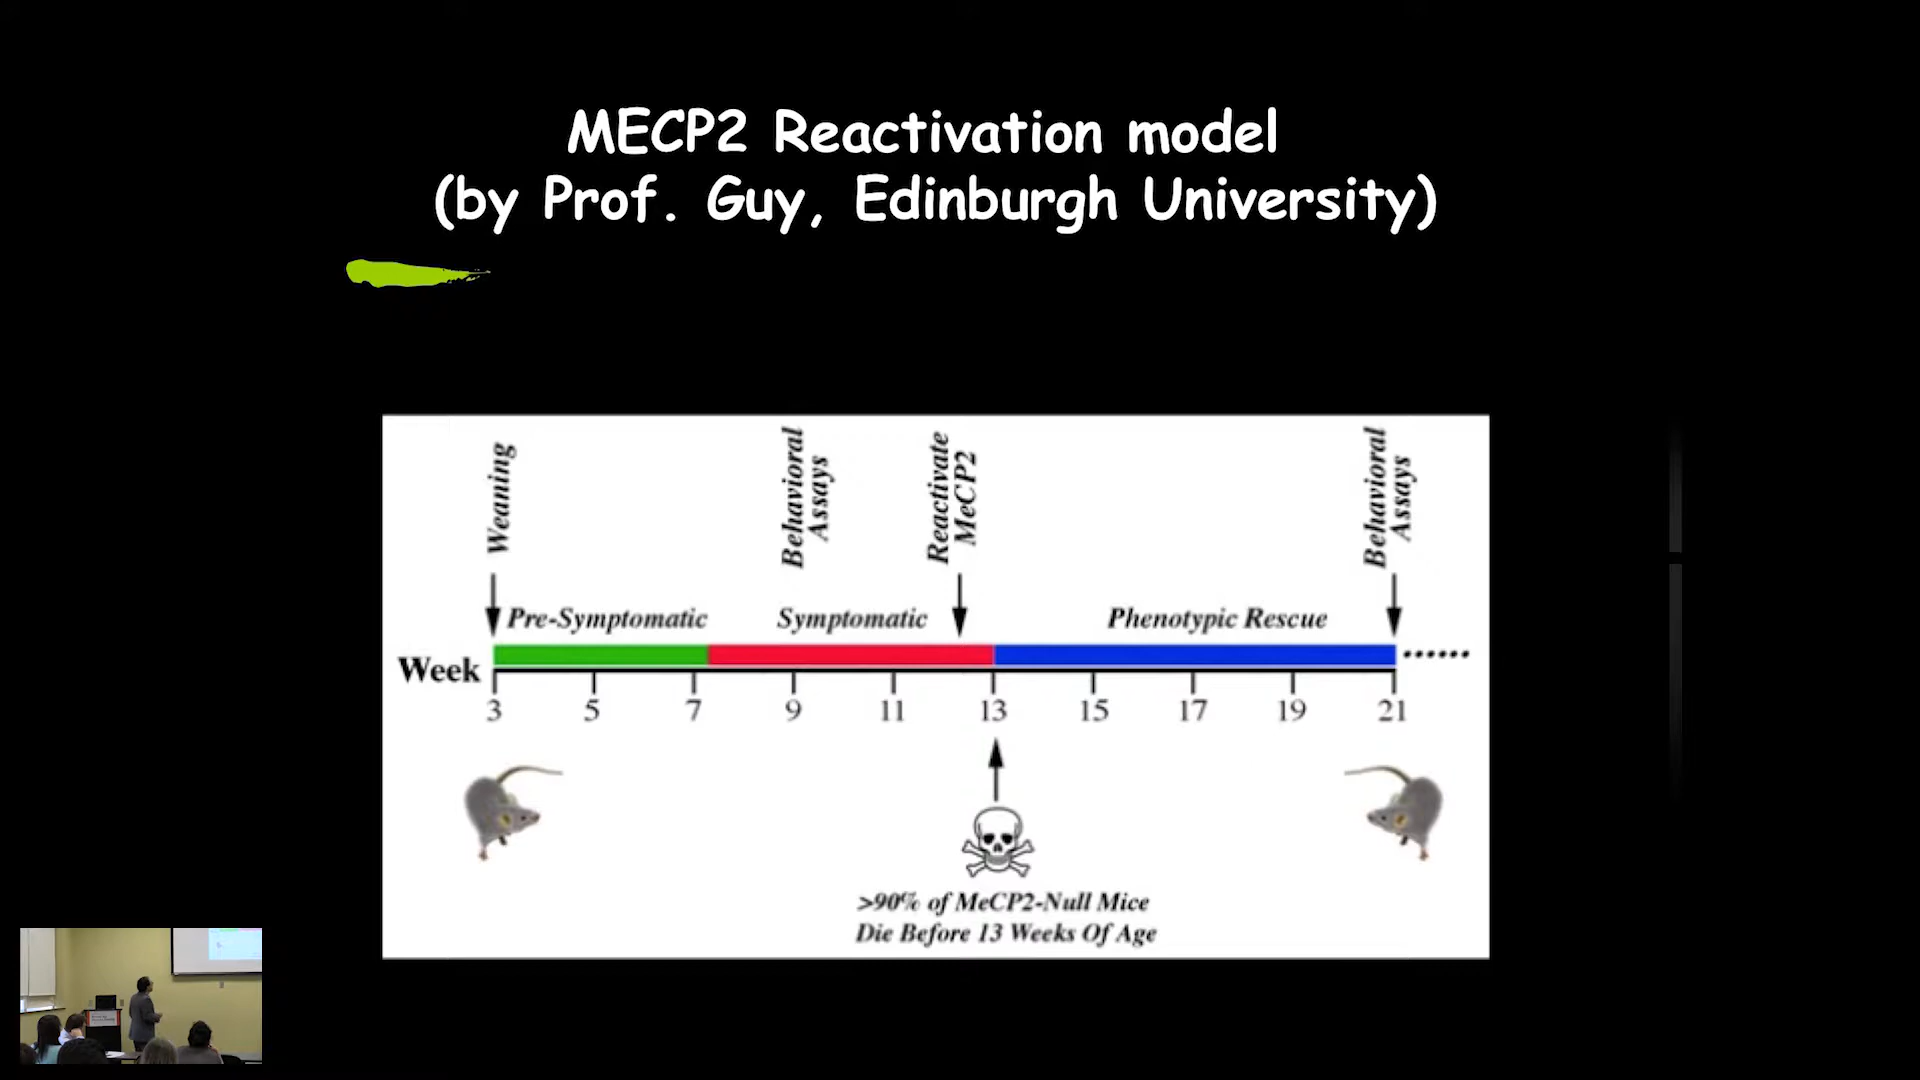 MECP2 Reactivation model
(by Prof. Guy, Edinburgh University)
Weaning
Behavioral
Assays
Reactivate
MeCP2
Behavioral
Assays
Pre-Symptomatic
Symptomatic
Phenotypic Rescue
Week
3 5 7 9 11 13 15 17 19 21
>90% of MeCP2-Null Mice
Die Before 13 Weeks Of Age